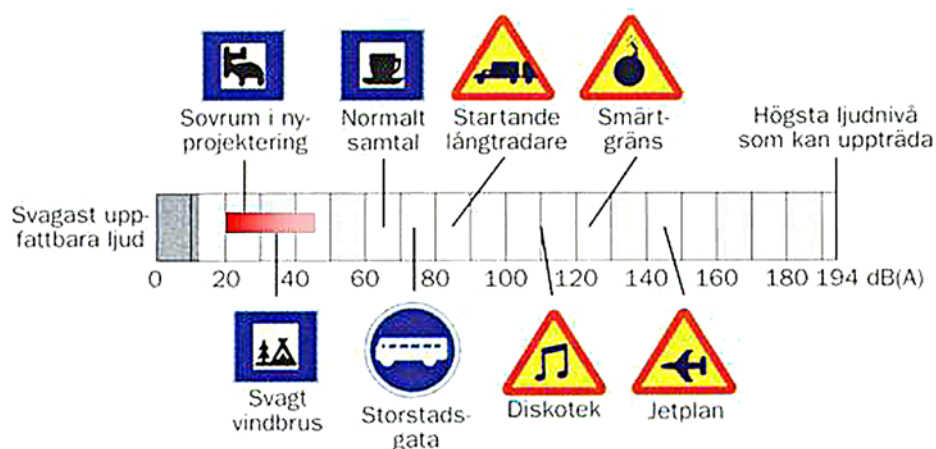 Sovrum i ny-
projektering
Normalt
samtal
Startande
långtradare
Smärt-
gräns
Högsta ljudnivå
som kan uppträda
Svagast upp-
fattbara ljud
0 20 40 60 80 100 120 140 160 180 194 dB(A)
Svagt
vindbrus
Storstads-
gata
Diskotek
Jetplan